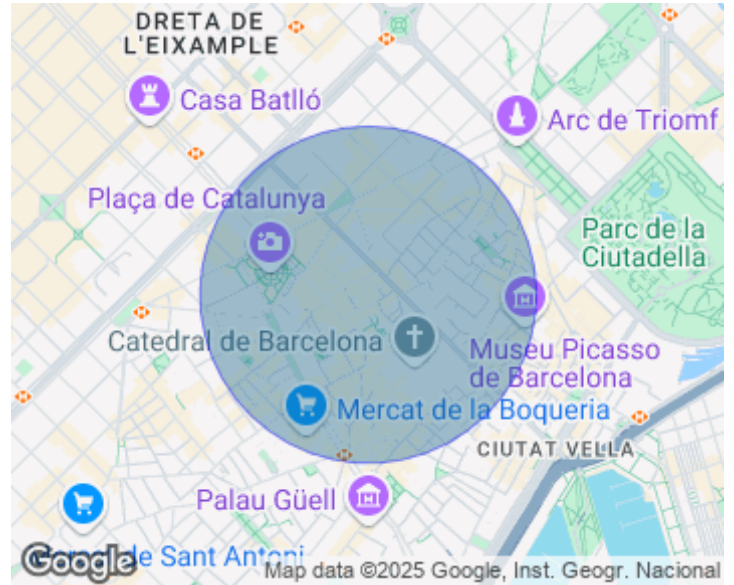 DRETA DE
L'EIXAMPLE
Casa Batlló
Arc de Triomf
Plaça de Catalunya
Parc de la
Ciutadella
Catedral de Barcelona
Museu Picasso
de Barcelona
Mercat de la Boqueria
CIUTAT VELLA
Palau Güell
de Sant Antoni
Google
Map data ©2025 Google, Inst. Geogr. Nacional